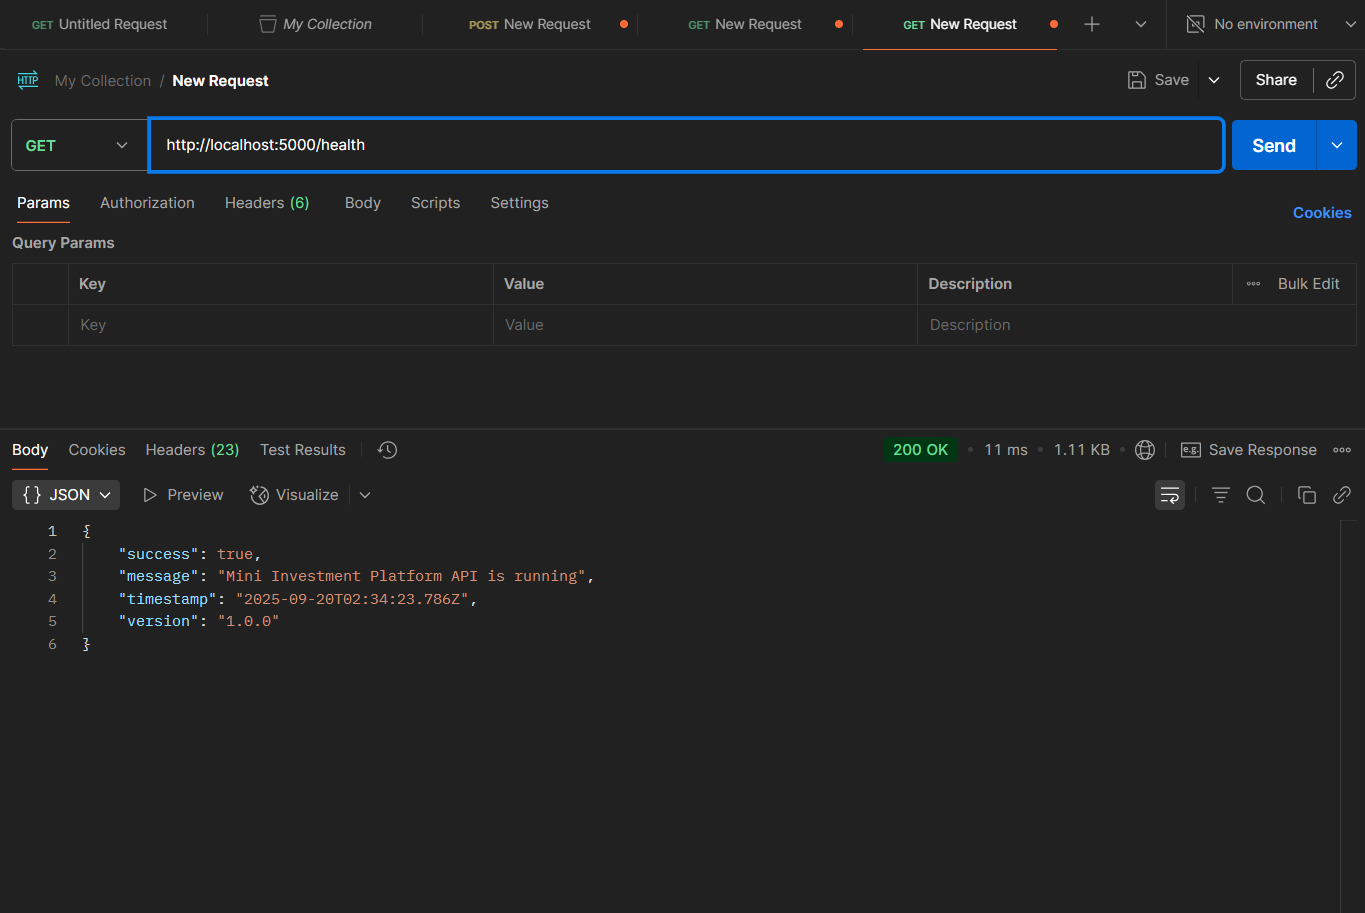 GET Untitled Request My Collection POST New Request GET New Request GET New Request No environment
HTTP My Collection / New Request Save Share
GET http://localhost:5000/health Send
Params Authorization Headers (6) Body Scripts Settings Cookies
Query Params
Key Value Description Bulk Edit
Key Value Description
Body Cookies Headers (23) Test Results 200 OK • 11 ms • 1.11 KB • e.g. Save Response
{} JSON Preview Visualize
1 {
2 "success": true,
3 "message": "Mini Investment Platform API is running",
4 "timestamp": "2025-09-20T02:34:23.786Z",
5 "version": "1.0.0"
6 }